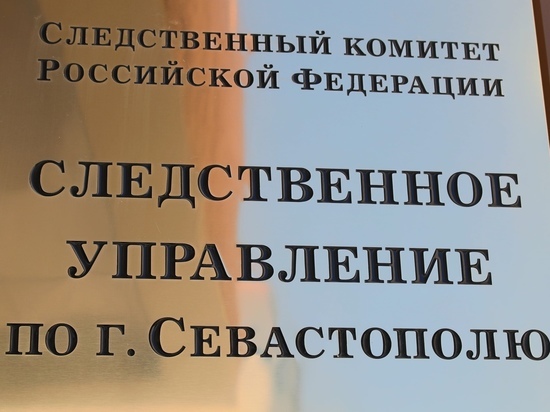 Следственный комитет
Российской Федерации
Следственное
управление
по г. Севастополю